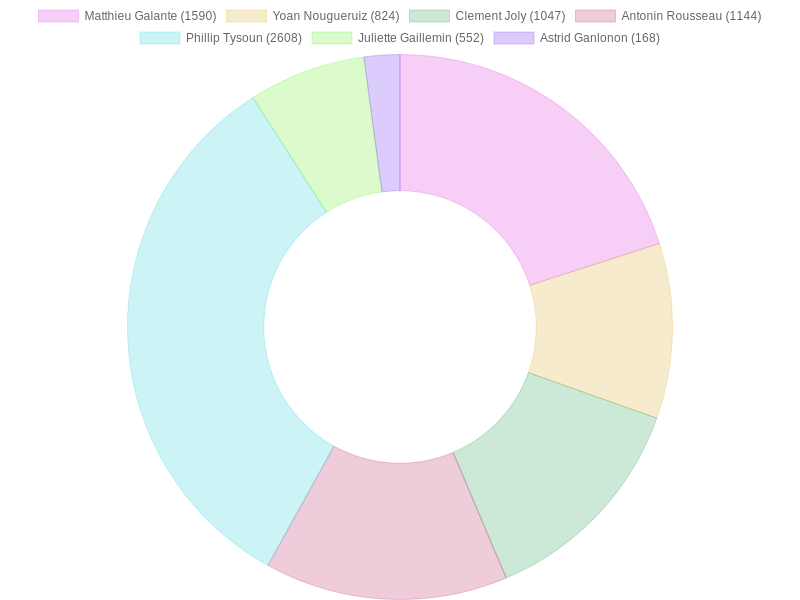 Matthieu Galante (1590) Yoan Nougueruiz (824) Clement Joly (1047) Antonin Rousseau (1144)
Phillip Tysoun (2608) Juliette Gaillemin (552) Astrid Ganlonon (168)